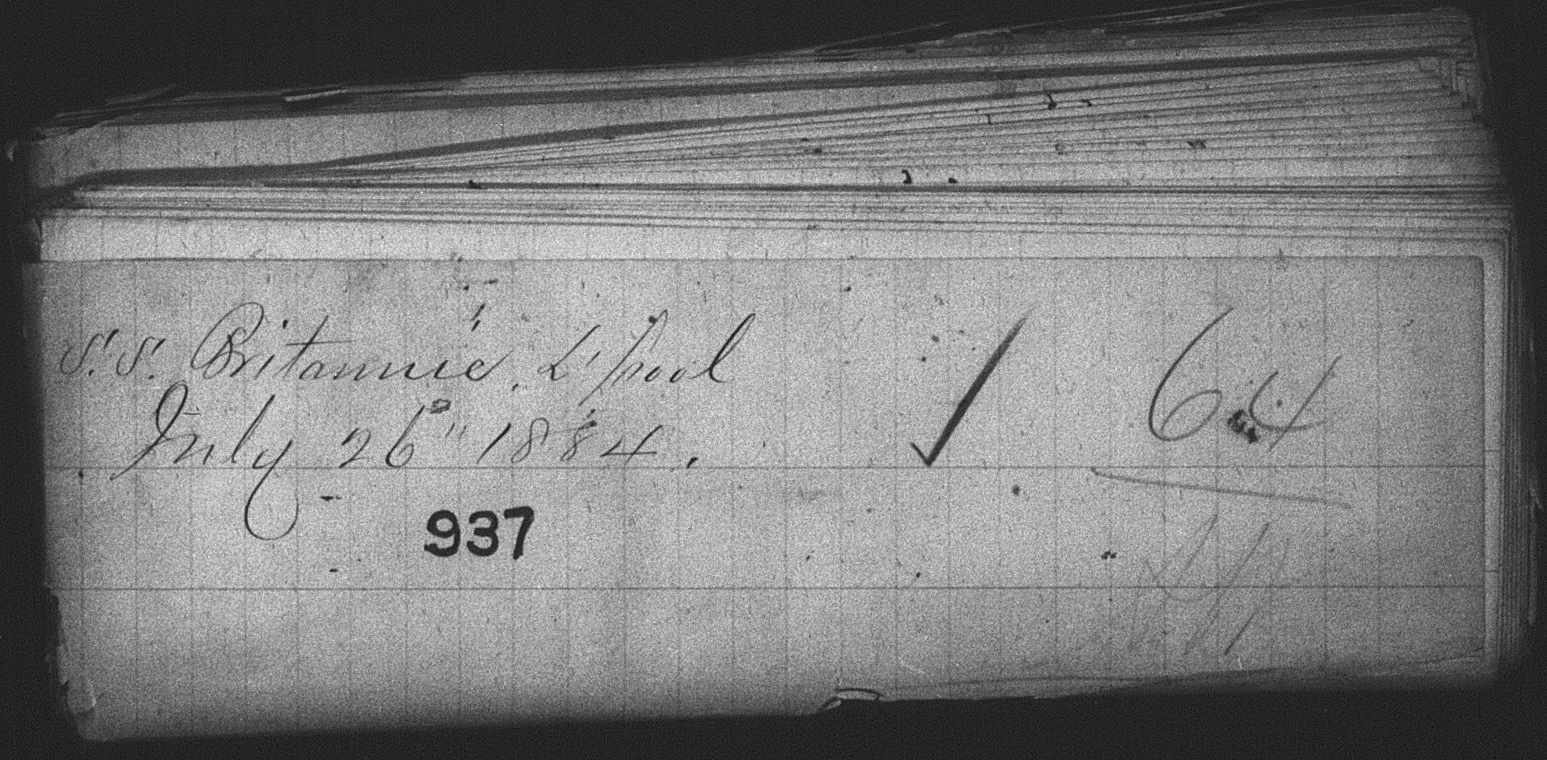 S.S. Britannic, L'pool
July 26" 1884.
937
64